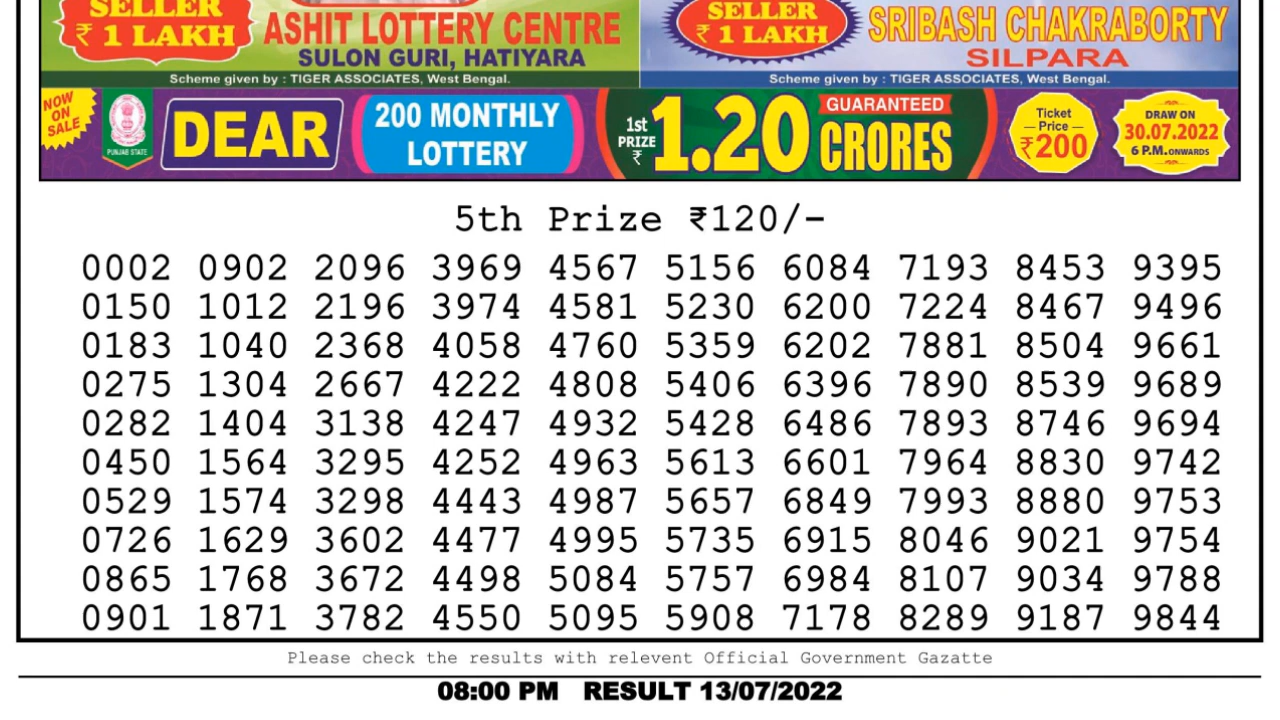 SELLER
₹ 1 LAKH
ASHIT LOTTERY CENTRE
SULON GURI, HATIYARA
Scheme given by : TIGER ASSOCIATES, West Bengal.
SELLER
₹ 1 LAKH
SRIBASH CHAKRABORTY
SILPARA
Scheme given by : TIGER ASSOCIATES, West Bengal.
NOW
ON
SALE
PUNJAB STATE
DEAR
200 MONTHLY
LOTTERY
1st
PRIZE
₹
1.20
GUARANTEED
CRORES
Ticket
Price
₹200
DRAW ON
30.07.2022
6 P.M. ONWARDS
5th Prize ₹120/-
0002 0902 2096 3969 4567 5156 6084 7193 8453 9395
0150 1012 2196 3974 4581 5230 6200 7224 8467 9496
0183 1040 2368 4058 4760 5359 6202 7881 8504 9661
0275 1304 2667 4222 4808 5406 6396 7890 8539 9689
0282 1404 3138 4247 4932 5428 6486 7893 8746 9694
0450 1564 3295 4252 4963 5613 6601 7964 8830 9742
0529 1574 3298 4443 4987 5657 6849 7993 8880 9753
0726 1629 3602 4477 4995 5735 6915 8046 9021 9754
0865 1768 3672 4498 5084 5757 6984 8107 9034 9788
0901 1871 3782 4550 5095 5908 7178 8289 9187 9844
Please check the results with relevent Official Government Gazatte
08:00 PM RESULT 13/07/2022